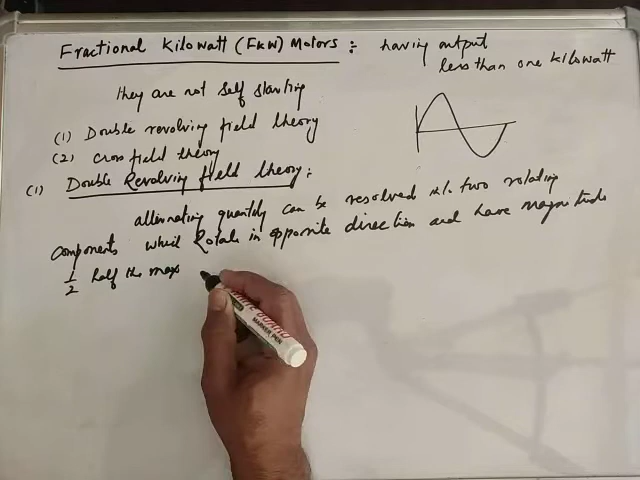 Fractional Kilowatt (FKW) Motors : having output
less than one kilowatt
they are not self starting
(1) Double revolving field theory
(2) Cross field theory
(1) Double Revolving field theory :
alternating quantity can be resolved into two rotating
components which Rotate in opposite direction and have magnitude
1/2 half the max
MARKER PEN